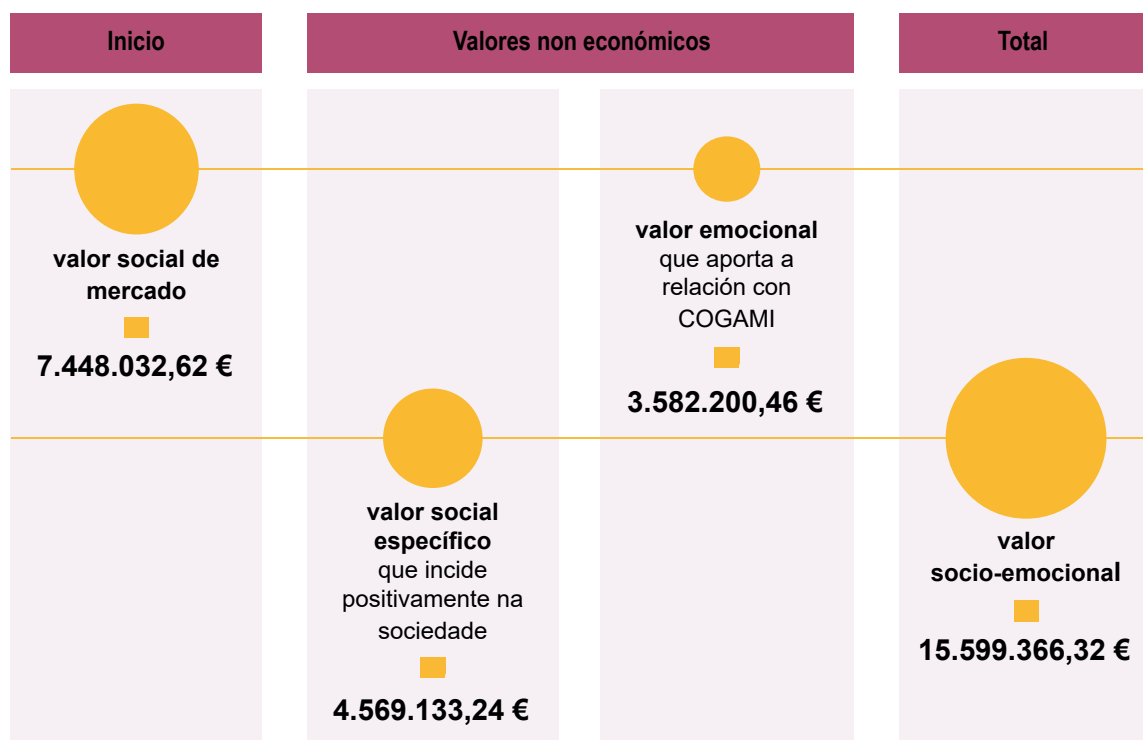 Inicio
Valores non económicos
Total
valor social de
mercado
7.448.032,62 €
valor social
específico
que incide
positivamente na
sociedade
4.569.133,24 €
valor emocional
que aporta a
relación con
COGAMI
3.582.200,46 €
valor
socio-emocional
15.599.366,32 €